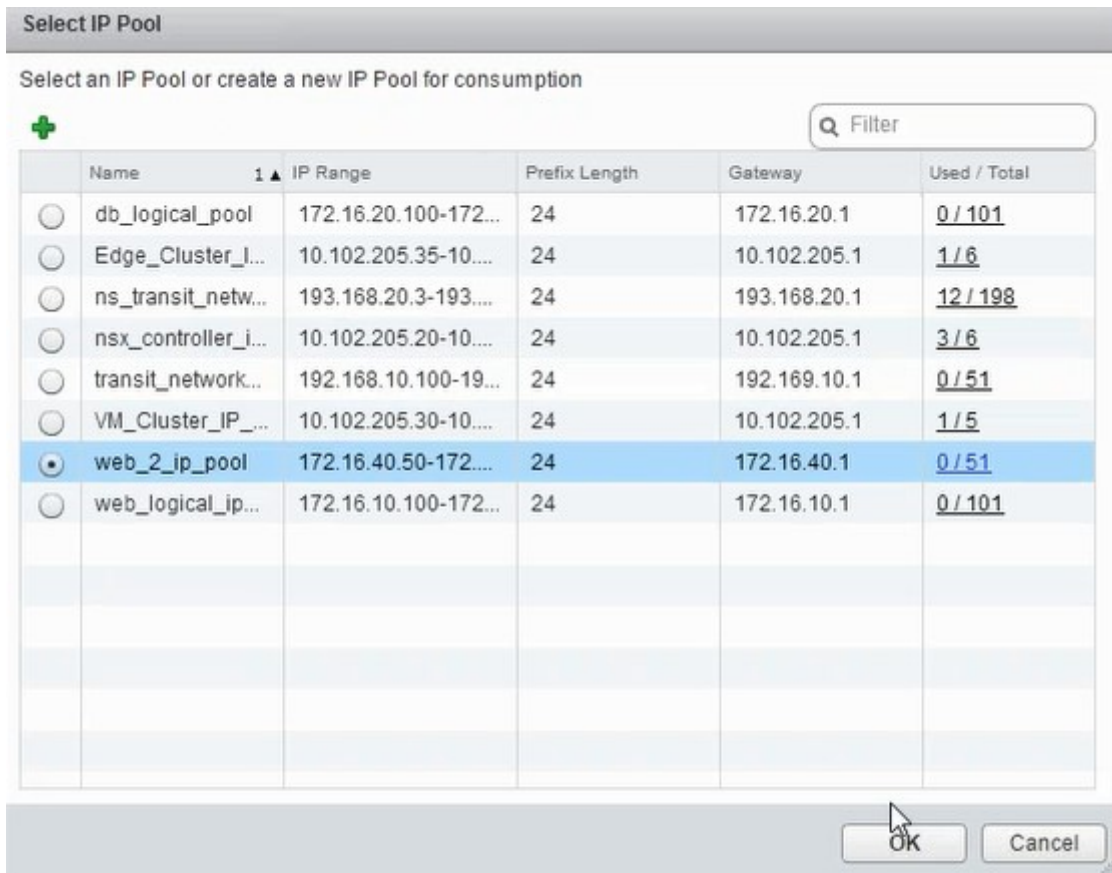 Select IP Pool
Select an IP Pool or create a new IP Pool for consumption
Filter
Name 1 ▲ IP Range Prefix Length Gateway Used / Total
db_logical_pool 172.16.20.100-172... 24 172.16.20.1 0 / 101
Edge_Cluster_I... 10.102.205.35-10.... 24 10.102.205.1 1 / 6
ns_transit_netw... 193.168.20.3-193.... 24 193.168.20.1 12 / 198
nsx_controller_i... 10.102.205.20-10.... 24 10.102.205.1 3 / 6
transit_network... 192.168.10.100-19... 24 192.169.10.1 0 / 51
VM_Cluster_IP_... 10.102.205.30-10.... 24 10.102.205.1 1 / 5
web_2_ip_pool 172.16.40.50-172.... 24 172.16.40.1 0 / 51
web_logical_ip... 172.16.10.100-172... 24 172.16.10.1 0 / 101
OK Cancel